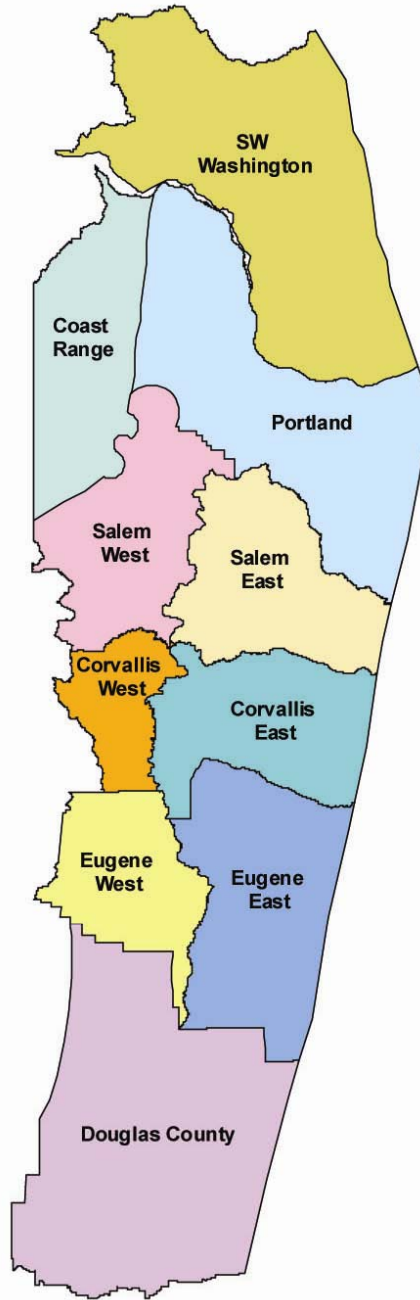 SW
Washington
Coast
Range
Portland
Salem
West
Salem
East
Corvallis
West
Corvallis
East
Eugene
West
Eugene
East
Douglas County